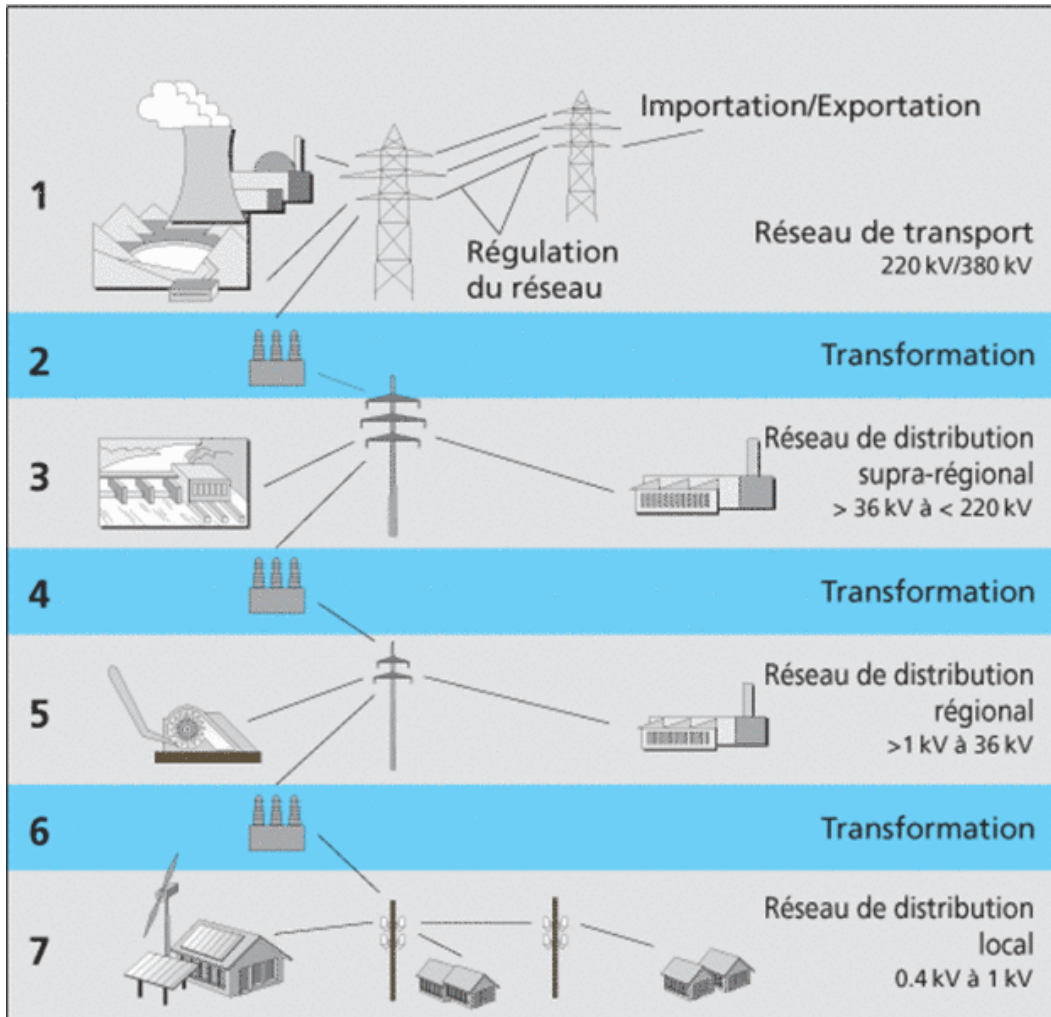 Importation/Exportation
1
Régulation
du réseau
Réseau de transport
220 kV/380 kV
2
Transformation
3
Réseau de distribution
supra-régional
> 36 kV à < 220 kV
4
Transformation
5
Réseau de distribution
régional
>1 kV à 36 kV
6
Transformation
7
Réseau de distribution
local
0.4 kV à 1 kV